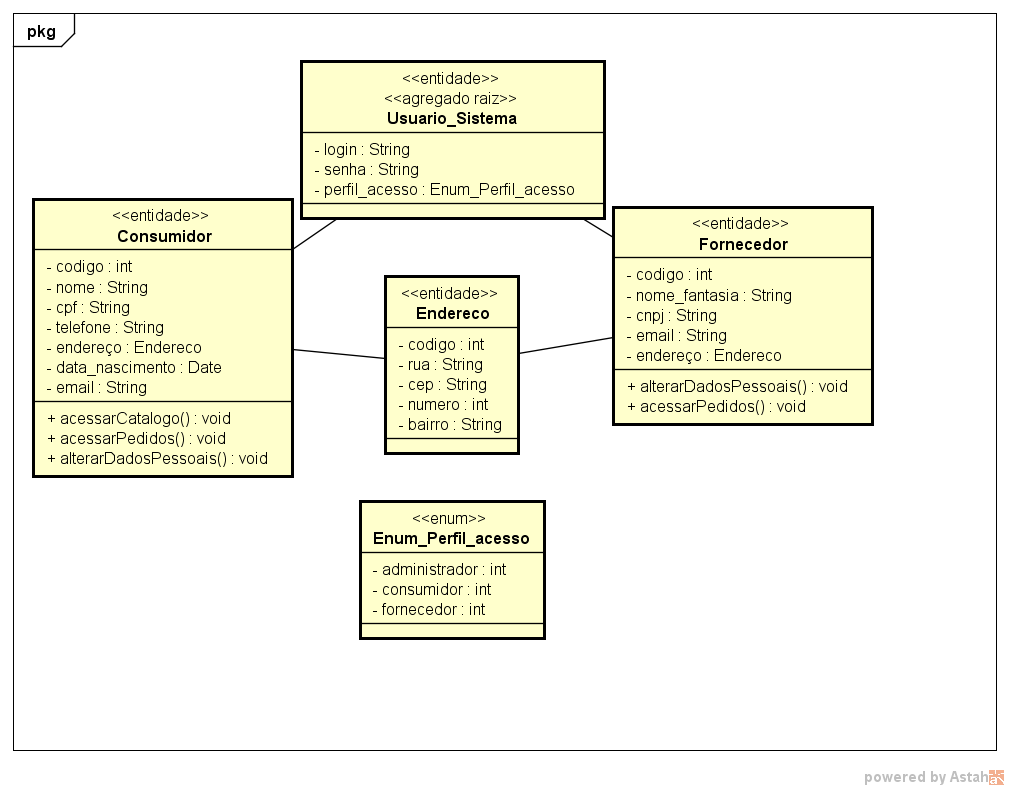 pkg
<<entidade>>
<<agregado raiz>>
Usuario_Sistema
- login : String
- senha : String
- perfil_acesso : Enum_Perfil_acesso
<<entidade>>
Consumidor
- codigo : int
- nome : String
- cpf : String
- telefone : String
- endereço : Endereco
- data_nascimento : Date
- email : String
+ acessarCatalogo() : void
+ acessarPedidos() : void
+ alterarDadosPessoais() : void
<<entidade>>
Fornecedor
- codigo : int
- nome_fantasia : String
- cnpj : String
- email : String
- endereço : Endereco
+ alterarDadosPessoais() : void
+ acessarPedidos() : void
<<entidade>>
Endereco
- codigo : int
- rua : String
- cep : String
- numero : int
- bairro : String
<<enum>>
Enum_Perfil_acesso
- administrador : int
- consumidor : int
- fornecedor : int
powered by Astah